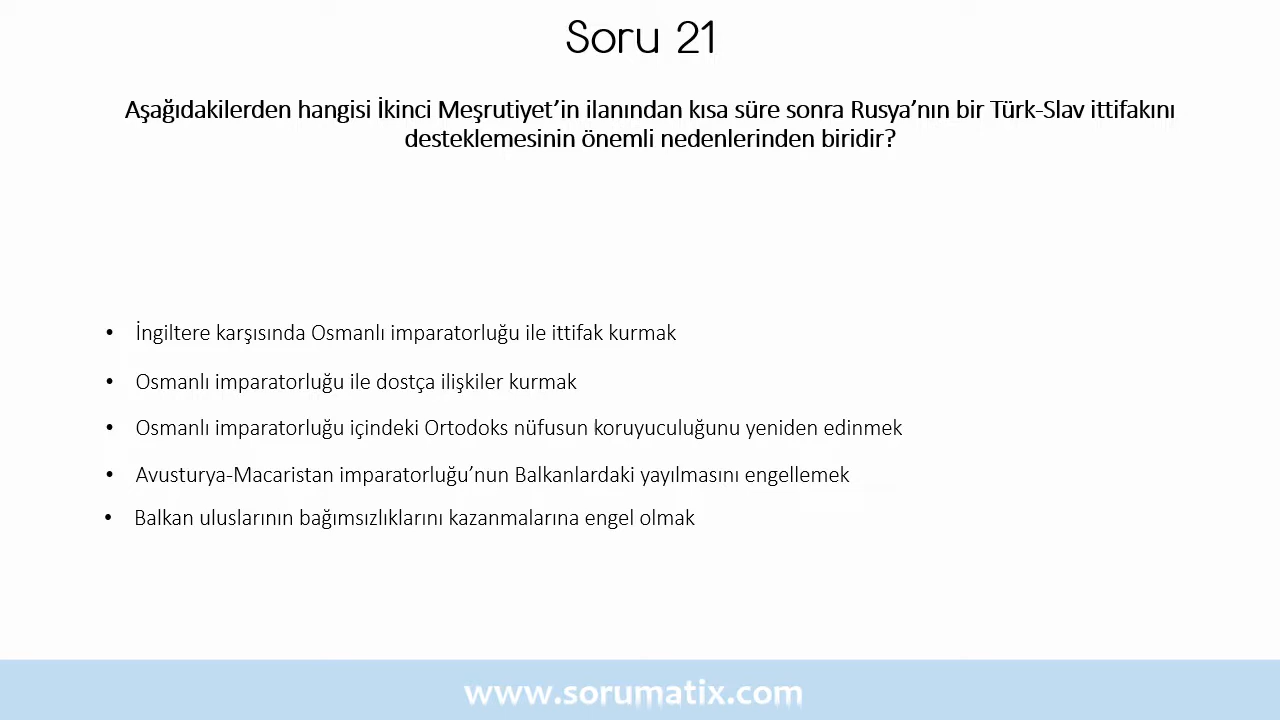 Soru 21
Aşağıdakilerden hangisi İkinci Meşrutiyet’in ilanından kısa süre sonra Rusya’nın bir Türk-Slav ittifakını
desteklemesinin önemli nedenlerinden biridir?
• İngiltere karşısında Osmanlı imparatorluğu ile ittifak kurmak
• Osmanlı imparatorluğu ile dostça ilişkiler kurmak
• Osmanlı imparatorluğu içindeki Ortodoks nüfusun koruyuculuğunu yeniden edinmek
• Avusturya-Macaristan imparatorluğu’nun Balkanlardaki yayılmasını engellemek
• Balkan uluslarının bağımsızlıklarını kazanmalarına engel olmak
www.sorumatix.com